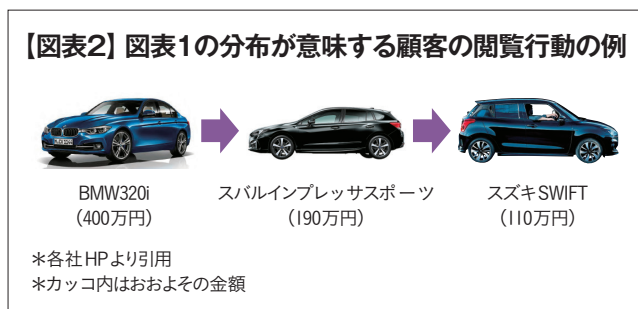 【図表2】図表1の分布が意味する顧客の閲覧行動の例
BMW320i
(400万円)
スバルインプレッサスポーツ
(190万円)
スズキSWIFT
(110万円)
＊各社HPより引用
＊カッコ内はおおよその金額